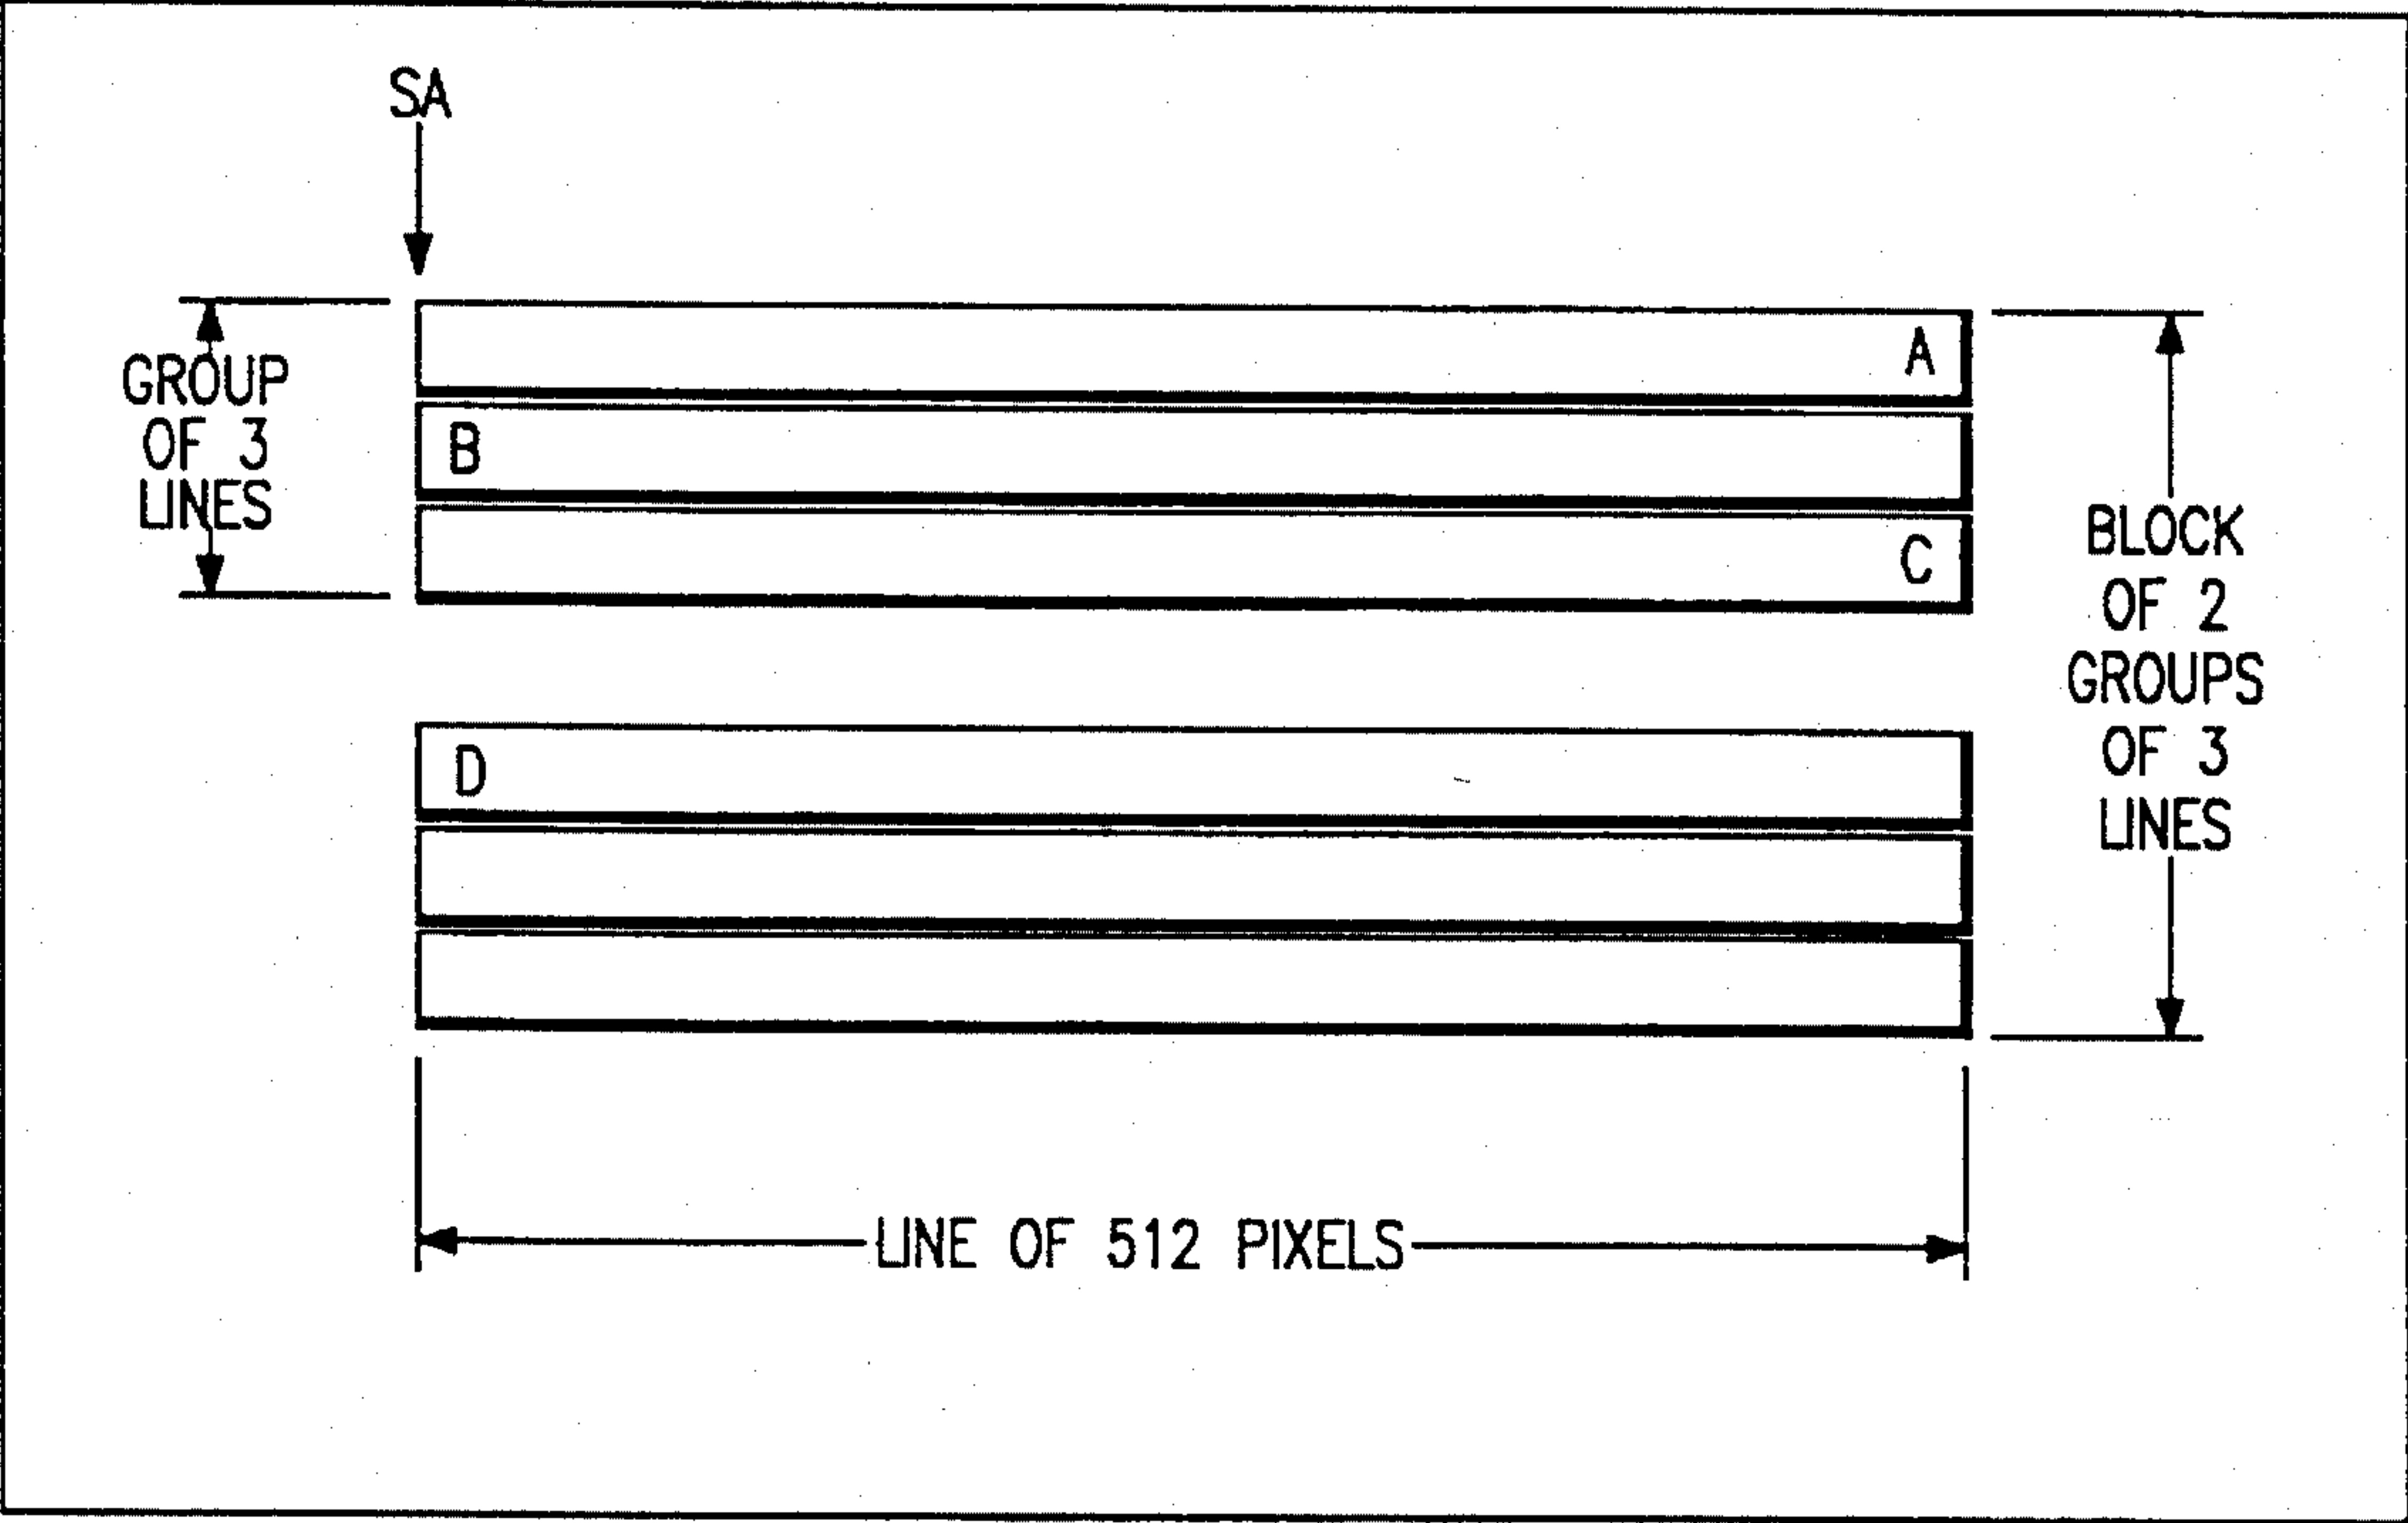 SA
GROUP
OF 3
LINES
A
B
C
D
BLOCK
OF 2
GROUPS
OF 3
LINES
LINE OF 512 PIXELS